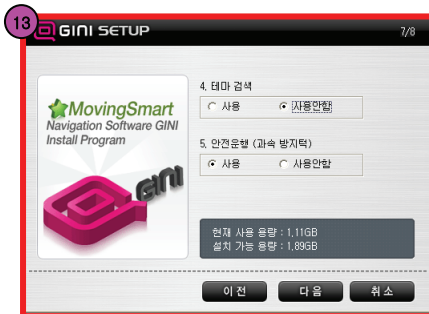 13
GINI SETUP
7/8
MovingSmart
Navigation Software GINI
Install Program
GINI
4. 테마 검색
사용 사용안함
5. 안전운행 (과속 방지턱)
사용 사용안함
현재 사용 용량 : 1,11GB
설치 가능 용량 : 1,89GB
이 전 다 음 취 소